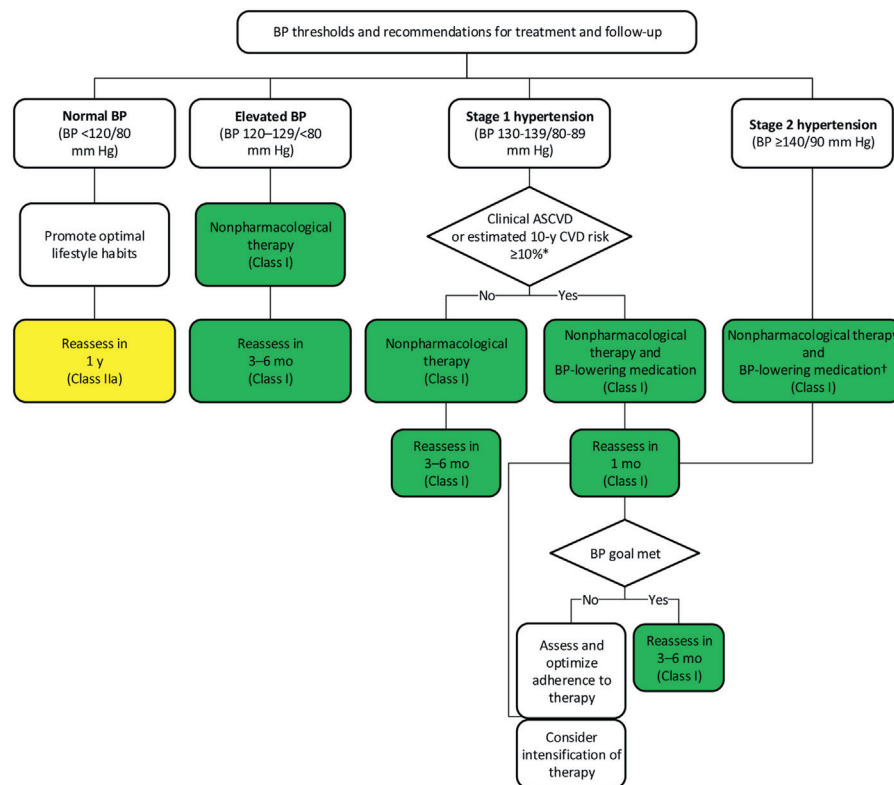 BP thresholds and recommendations for treatment and follow-up
Normal BP
(BP <120/80
mm Hg)
Elevated BP
(BP 120–129/<80
mm Hg)
Stage 1 hypertension
(BP 130-139/80-89
mm Hg)
Stage 2 hypertension
(BP ≥140/90 mm Hg)
Promote optimal
lifestyle habits
Nonpharmacological
therapy
(Class I)
Clinical ASCVD
or estimated 10-y CVD risk
≥10%*
No
Yes
Reassess in
1 y
(Class IIa)
Reassess in
3–6 mo
(Class I)
Nonpharmacological
therapy
(Class I)
Nonpharmacological
therapy and
BP-lowering medication
(Class I)
Nonpharmacological therapy
and
BP-lowering medication†
(Class I)
Reassess in
3–6 mo
(Class I)
Reassess in
1 mo
(Class I)
BP goal met
No
Yes
Assess and
optimize
adherence to
therapy
Reassess in
3–6 mo
(Class I)
Consider
intensification of
therapy